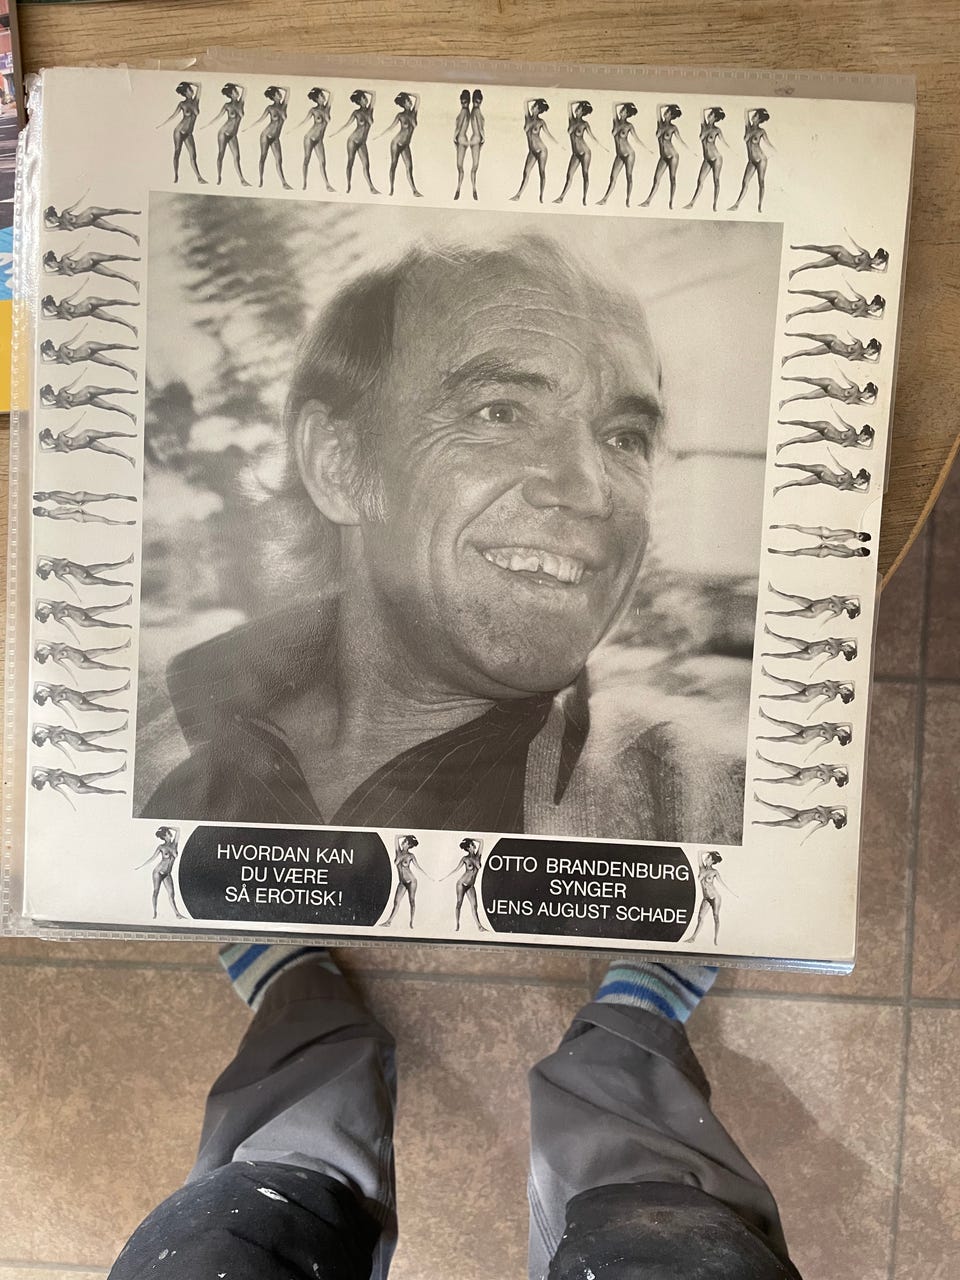 HVORDAN KAN
DU VÆRE
SÅ EROTISK!
OTTO BRANDENBURG
SYNGER
JENS AUGUST SCHADE